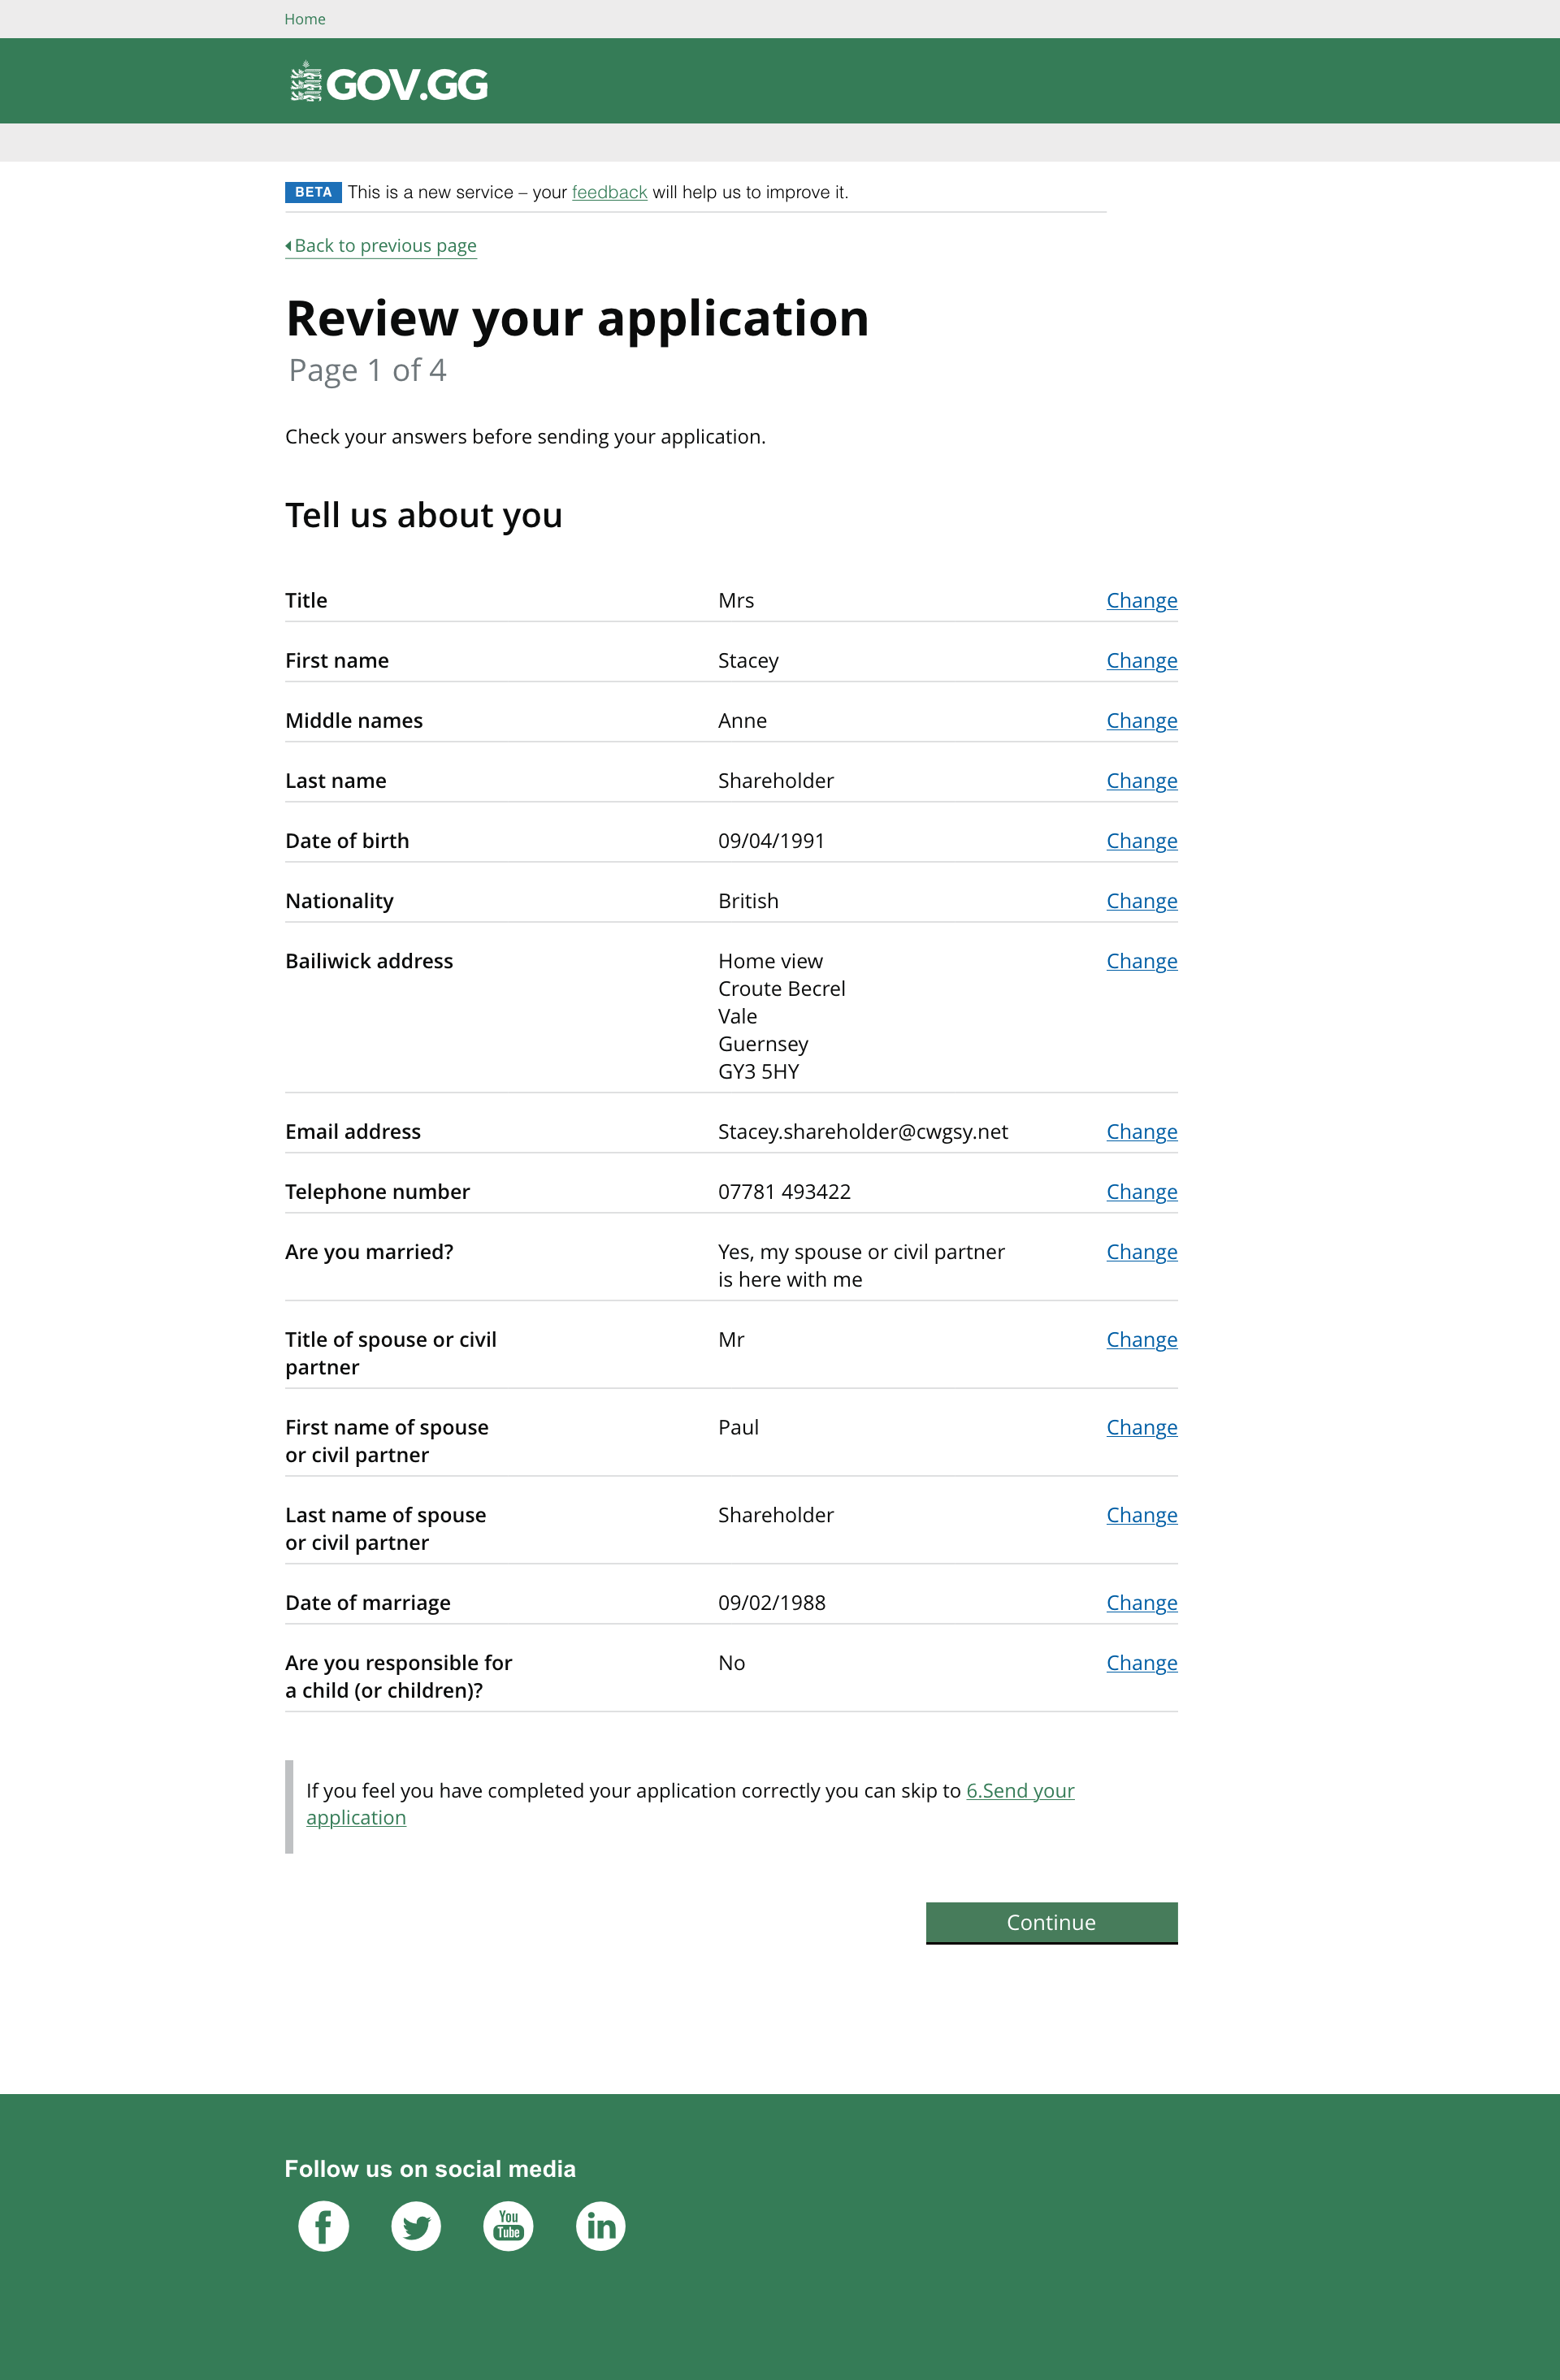 Home
GOV.GG
BETA This is a new service – your feedback will help us to improve it.
Back to previous page
Review your application
Page 1 of 4
Check your answers before sending your application.
Tell us about you
Title Mrs Change
First name Stacey Change
Middle names Anne Change
Last name Shareholder Change
Date of birth 09/04/1991 Change
Nationality British Change
Bailiwick address Home view Change
Croute Becrel
Vale
Guernsey
GY3 5HY
Email address Stacey.shareholder@cwgsy.net Change
Telephone number 07781 493422 Change
Are you married? Yes, my spouse or civil partner Change
is here with me
Title of spouse or civil Mr Change
partner
First name of spouse Paul Change
or civil partner
Last name of spouse Shareholder Change
or civil partner
Date of marriage 09/02/1988 Change
Are you responsible for No Change
a child (or children)?
If you feel you have completed your application correctly you can skip to 6.Send your
application
Continue
Follow us on social media
f You in
Tube